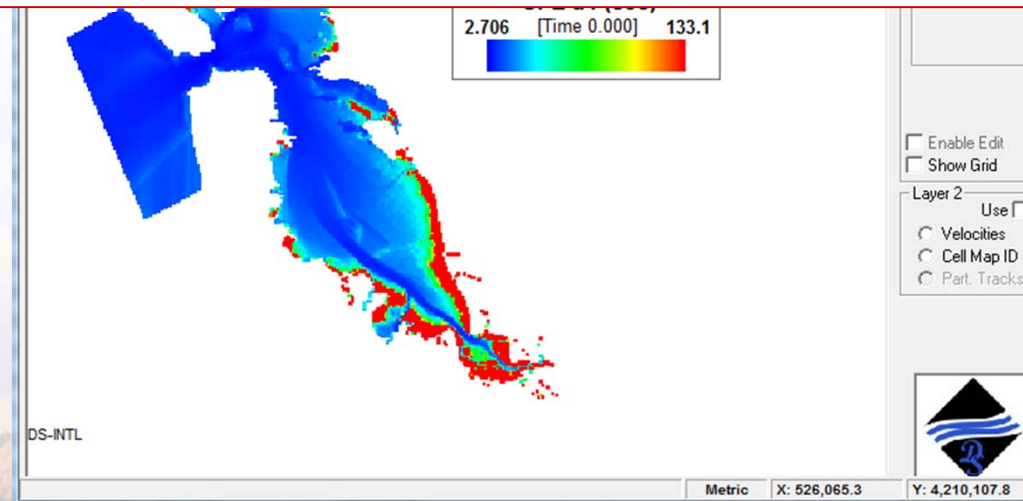 2.706 [Time 0.000] 133.1
Enable Edit
Show Grid
Layer 2
Use
Velocities
Cell Map ID
Part. Tracks
DS-INTL
DS
Metric X: 526,065.3 Y: 4,210,107.8